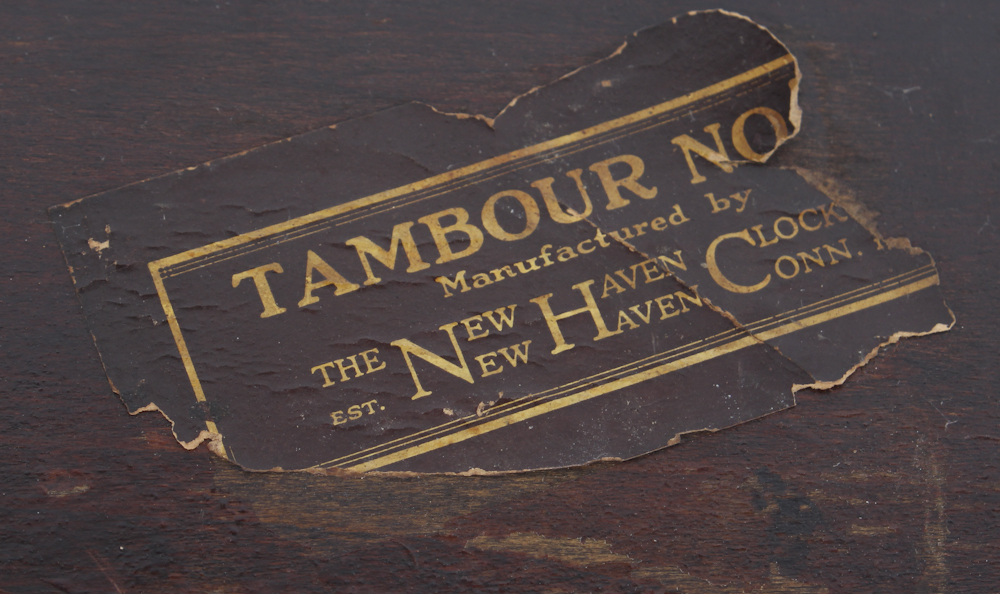 TAMBOUR NO
Manufactured by
THE NEW HAVEN CLOCK
EST. NEW HAVEN CONN.